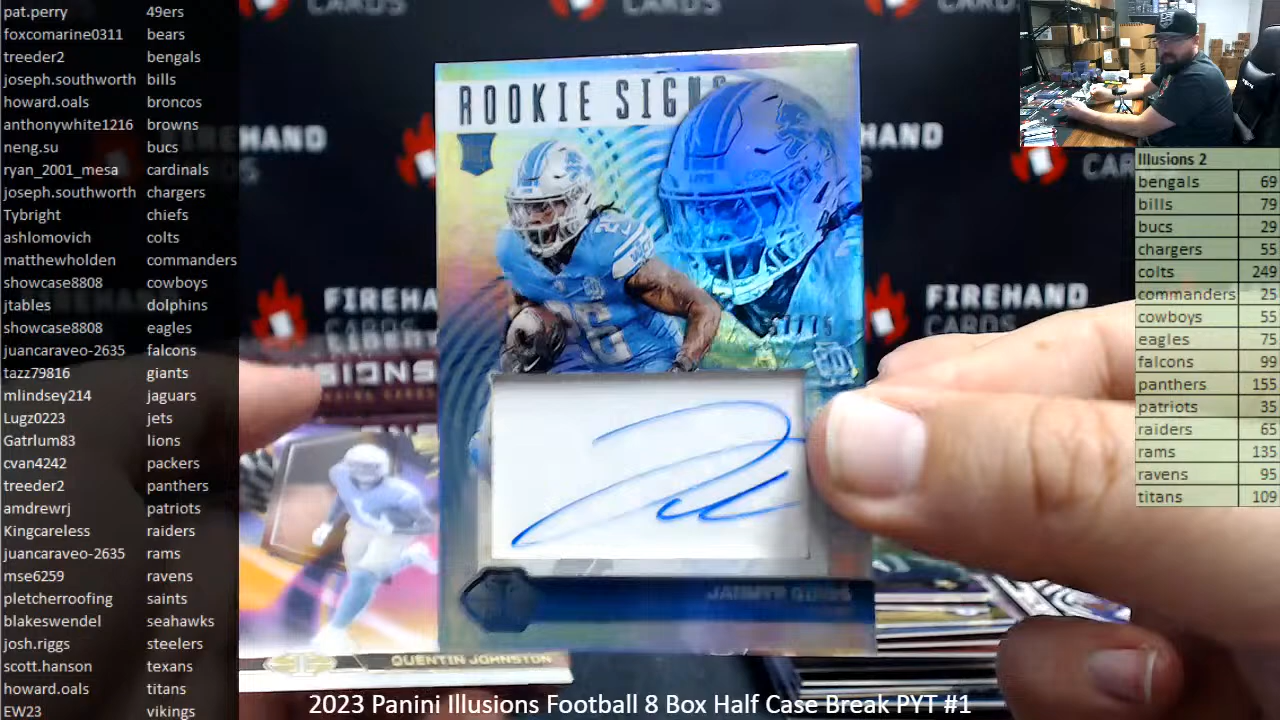 pat.perry 49ers
foxcomarine0311 bears
treeder2 bengals
joseph.southworth bills
howard.oals broncos
anthonywhite1216 browns
neng.su bucs
ryan_2001_mesa cardinals
joseph.southworth chargers
Tybright chiefs
ashlomovich colts
matthewholden commanders
showcase8808 cowboys
jtables dolphins
showcase8808 eagles
juancaraveo-2635 falcons
tazz79816 giants
mlindsey214 jaguars
Lugz0223 jets
Gatrlum83 lions
cvan4242 packers
treeder2 panthers
amdrewrj patriots
Kingcareless raiders
juancaraveo-2635 rams
mse6259 ravens
pletcherroofing saints
blakeswendel seahawks
josh.riggs steelers
scott.hanson texans
howard.oals titans
EW23 vikings
ROOKIE SIGNS
26
JAHMYR GIBBS
QUENTIN JOHNSTON
FIREHAND
CARDS
FIREHAND
CARDS
Illusions 2
bengals 69
bills 79
bucs 29
chargers 55
colts 249
commanders 25
cowboys 55
eagles 75
falcons 99
panthers 155
patriots 35
raiders 65
rams 135
ravens 95
titans 109
2023 Panini Illusions Football 8 Box Half Case Break PYT #1